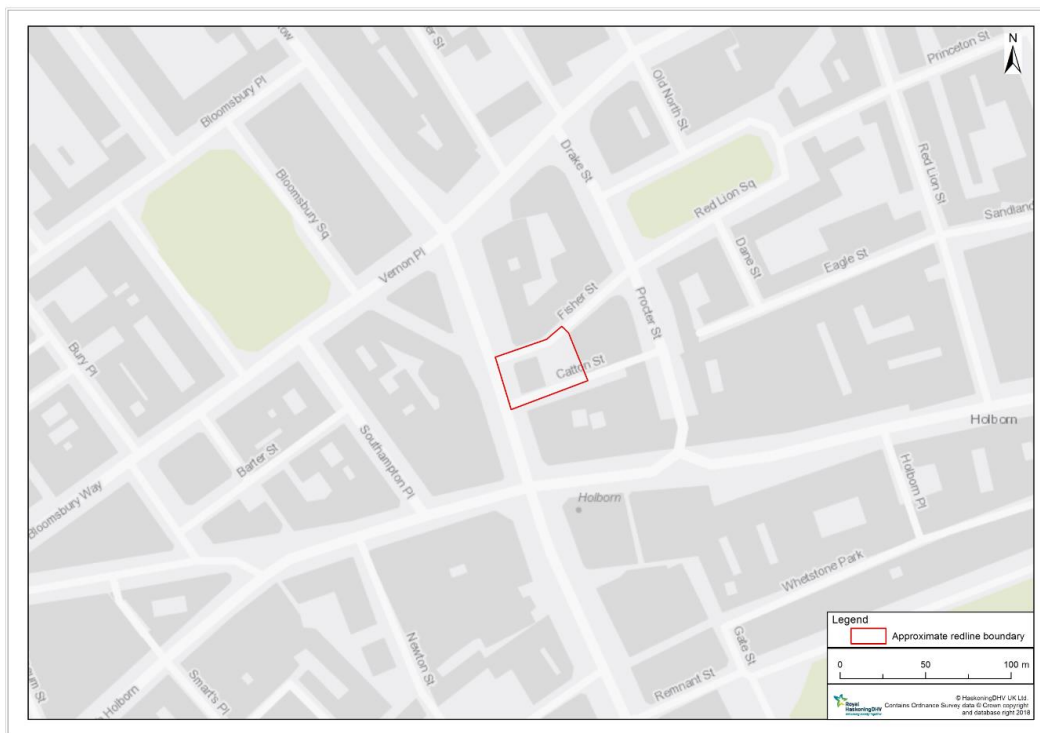 N
Princeton St
Old North St
Bloomsbury Pl
Drake St
Red Lion St
Bloomsbury Sq
Red Lion Sq
Sandland
Vernon Pl
Dane St
Eagle St
Fisher St
Procter St
Bury Pl
Catton St
Holborn
Southampton Pl
Barter St
Holborn Pl
Bloomsbury Way
Holborn
Whetstone Park
Newton St
Gate St
Remnant St
Smart's Pl
Holborn
Legend
Approximate redline boundary
0 50 100 m
Royal
HaskoningDHV
© HaskoningDHV UK Ltd.
Contains Ordnance Survey data © Crown copyright
and database right 2018